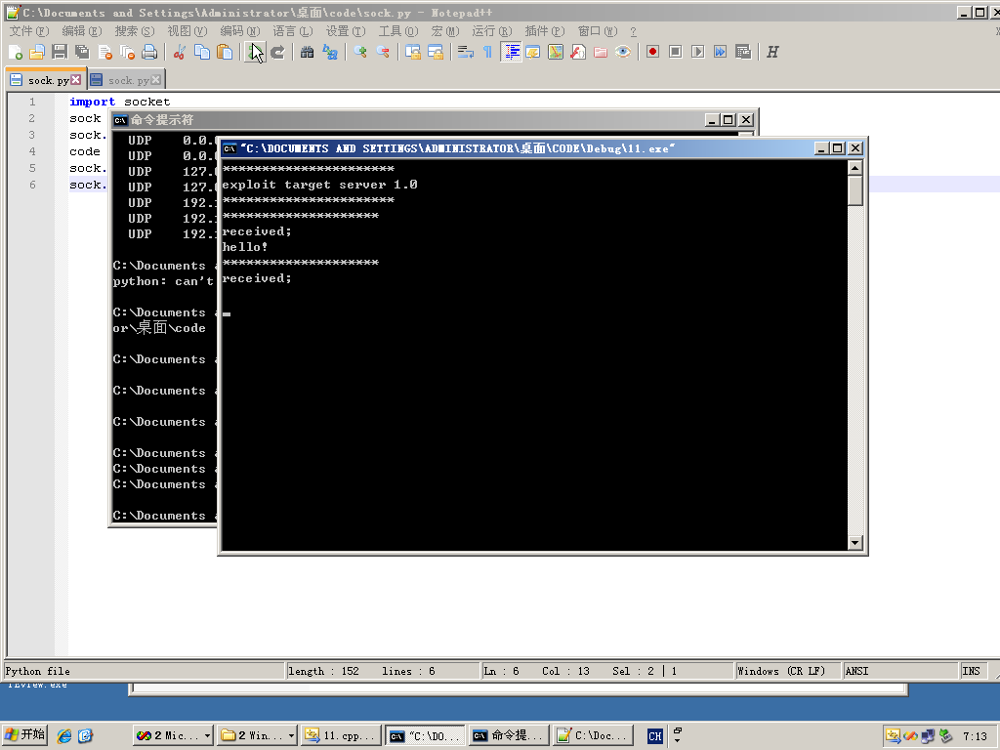 C:\Documents and Settings\Administrator\桌面\code\sock.py - Notepad++
文件(F) 编辑(E) 搜索(S) 视图(V) 编码(N) 语言(L) 设置(T) 工具(O) 宏(M) 运行(R) 插件(P) 窗口(W) ?
sock.py sock.py
1 import socket
2 sock
3 sock.
4 code
5 sock.
6 sock.
命令提示符
UDP 0.0.
UDP 0.0.
UDP 127.
UDP 127.
UDP 192.
UDP 192.
UDP 192.
C:\Documents
python: can't
C:\Documents
or\桌面\code
C:\Documents
C:\Documents
C:\Documents
C:\Documents
C:\Documents
C:\Documents
C:\Documents
"C:\DOCUMENTS AND SETTINGS\ADMINISTRATOR\桌面\CODE\Debug\11.exe"
**********************
exploit target server 1.0
**********************
********************
received;
hello!
********************
received;
Python file length : 152 lines : 6 Ln : 6 Col : 13 Sel : 2 | 1 Windows (CR LF) ANSI INS
开始 2 Mic... 2 Win... 11.cpp... "C:\DO... 命令提... C:\Doc... CH 7:13